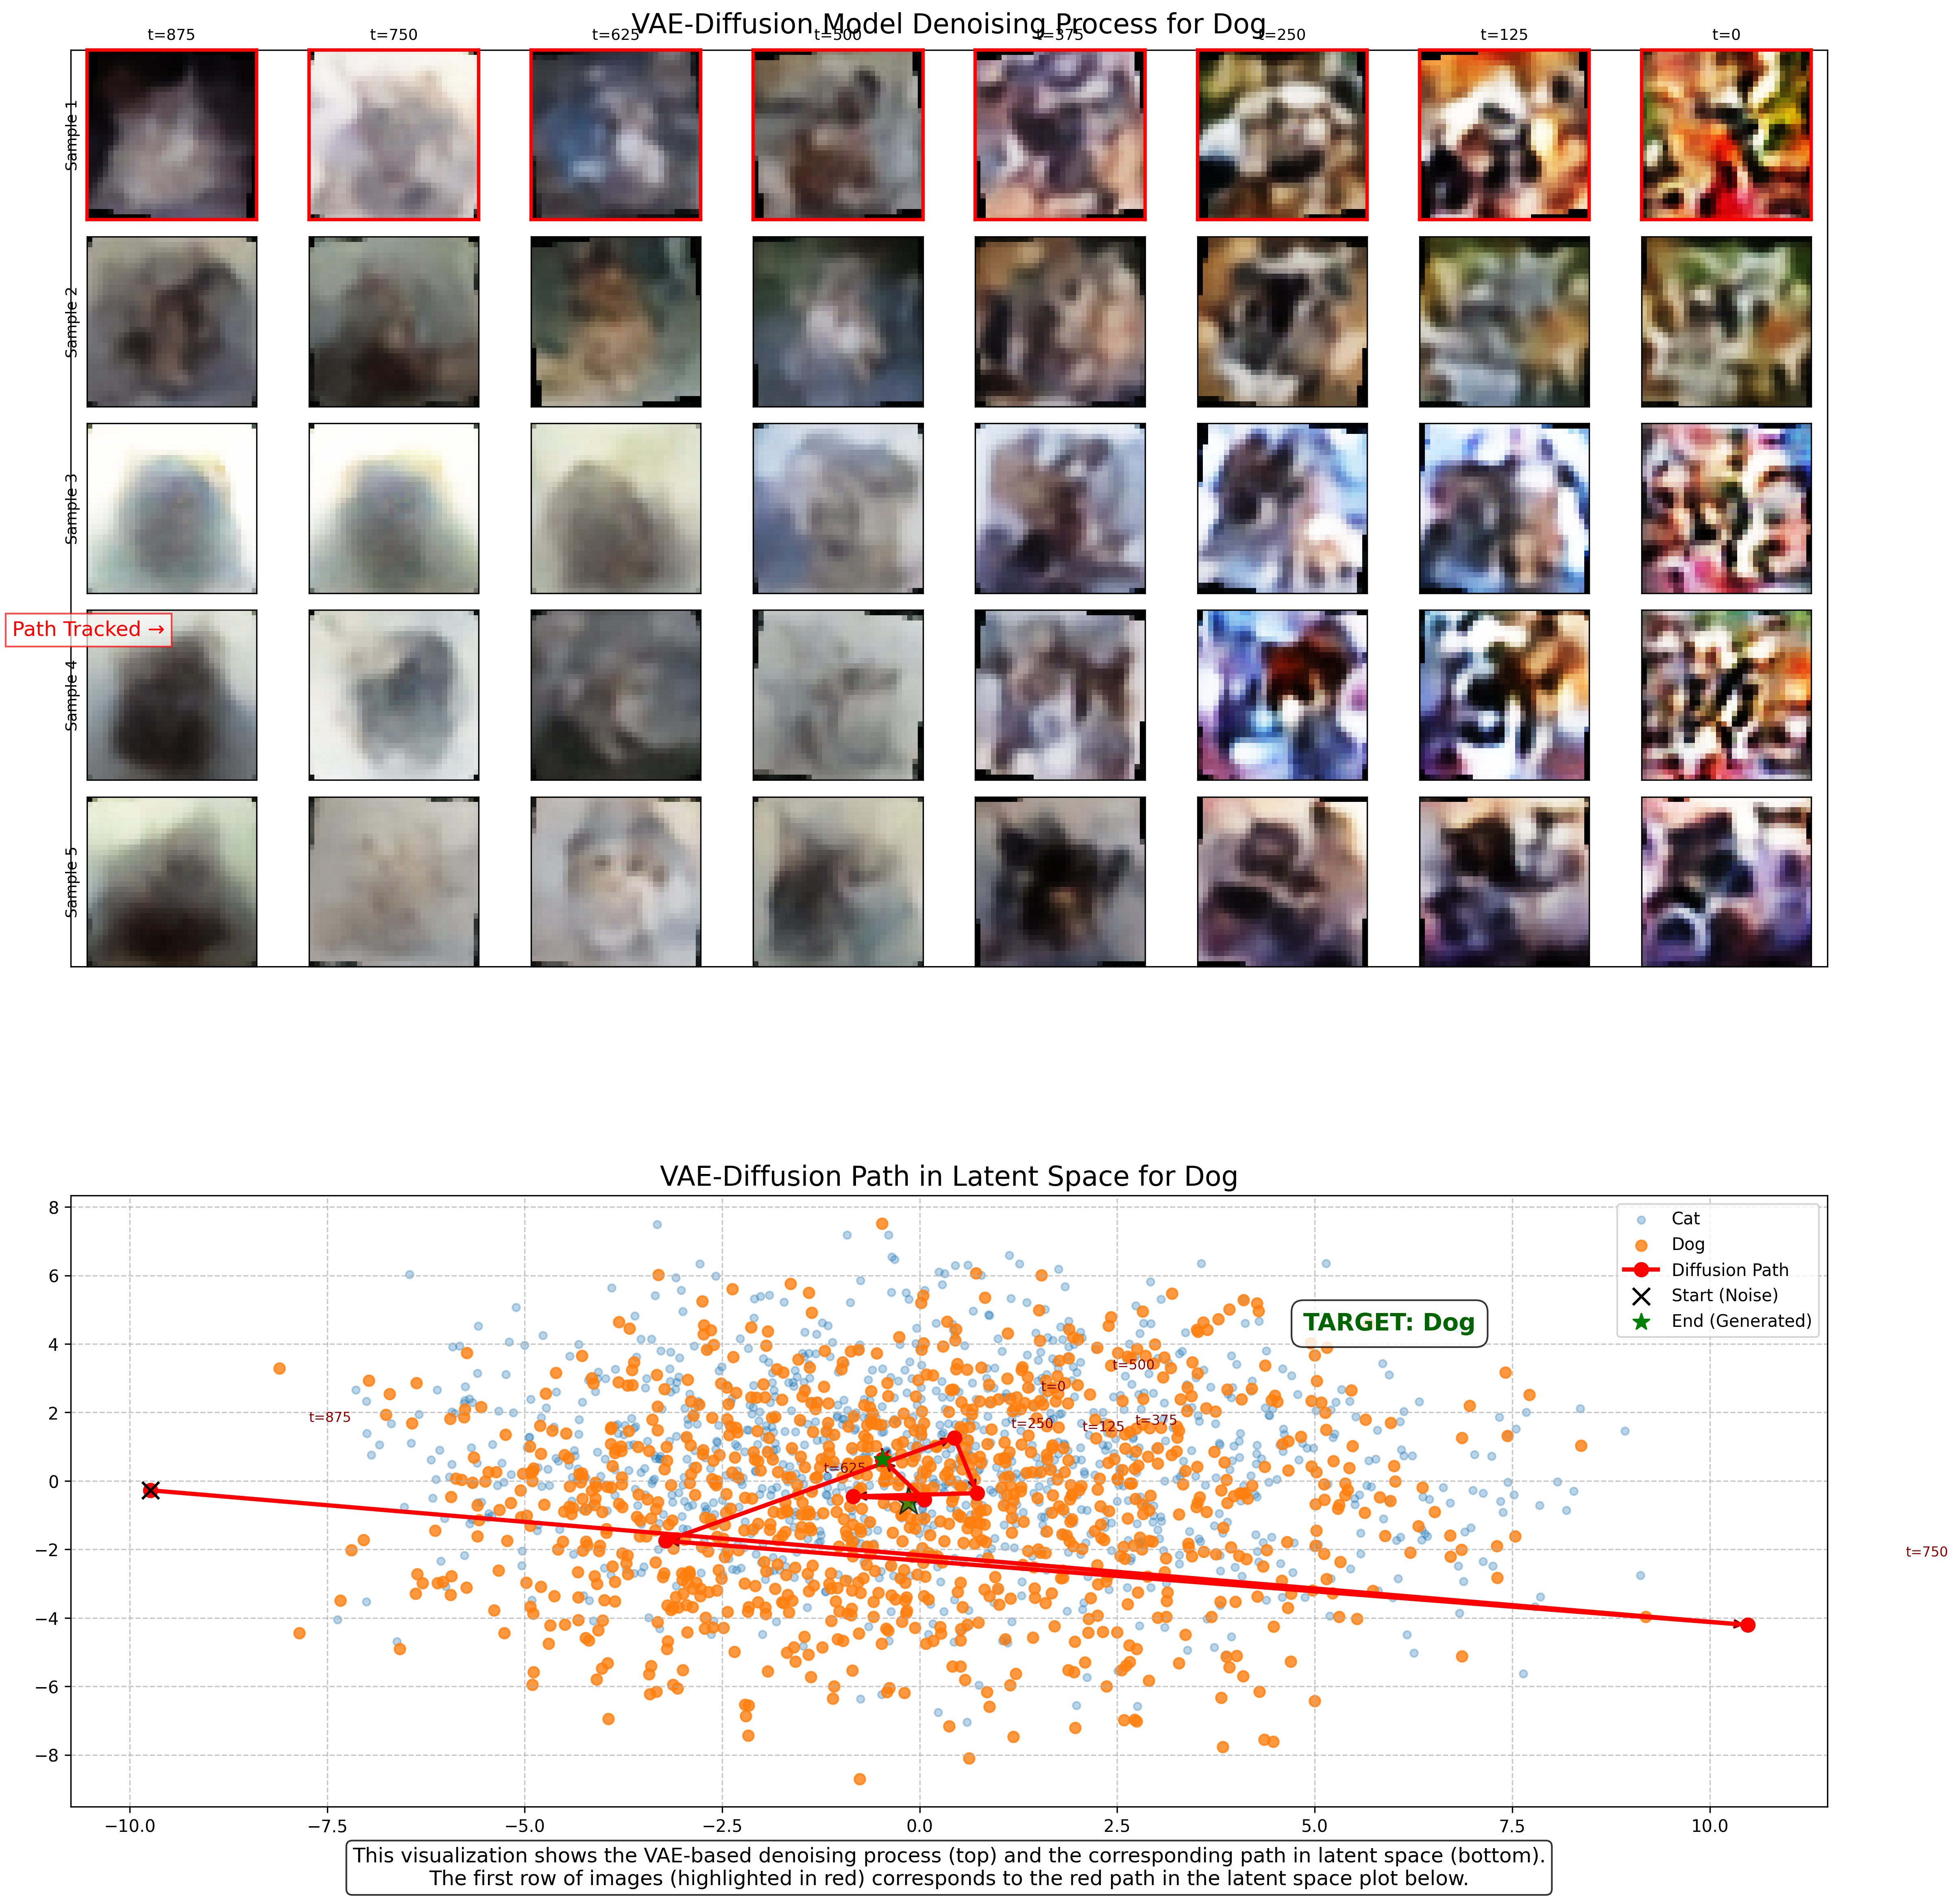 VAE-Diffusion Model Denoising Process for Dog
t=875 t=750 t=625 t=500 t=375 t=250 t=125 t=0
Sample 1
Sample 2
Sample 3
Path Tracked →
Sample 4
Sample 5
VAE-Diffusion Path in Latent Space for Dog
8
6
4
2
0
−2
−4
−6
−8
Cat
Dog
Diffusion Path
Start (Noise)
End (Generated)
TARGET: Dog
t=500
t=0
t=875
t=250
t=125
t=375
t=625
t=750
−10.0 −7.5 −5.0 −2.5 0.0 2.5 5.0 7.5 10.0
This visualization shows the VAE-based denoising process (top) and the corresponding path in latent space (bottom).
The first row of images (highlighted in red) corresponds to the red path in the latent space plot below.